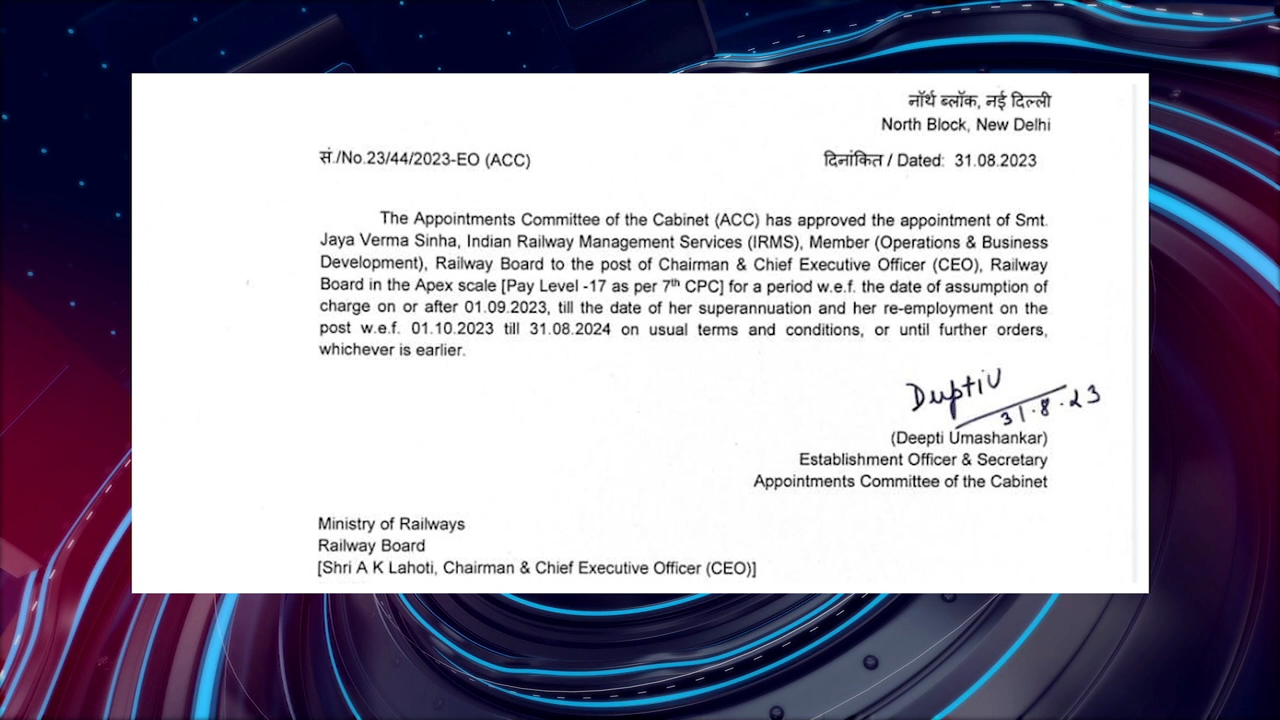 नॉर्थ ब्लॉक, नई दिल्ली
North Block, New Delhi
सं./No.23/44/2023-EO (ACC)
दिनांकित / Dated: 31.08.2023
The Appointments Committee of the Cabinet (ACC) has approved the appointment of Smt.
Jaya Verma Sinha, Indian Railway Management Services (IRMS), Member (Operations & Business
Development), Railway Board to the post of Chairman & Chief Executive Officer (CEO), Railway
Board in the Apex scale [Pay Level -17 as per 7th CPC] for a period w.e.f. the date of assumption of
charge on or after 01.09.2023, till the date of her superannuation and her re-employment on the
post w.e.f. 01.10.2023 till 31.08.2024 on usual terms and conditions, or until further orders,
whichever is earlier.
31.8.23
(Deepti Umashankar)
Establishment Officer & Secretary
Appointments Committee of the Cabinet
Ministry of Railways
Railway Board
[Shri A K Lahoti, Chairman & Chief Executive Officer (CEO)]